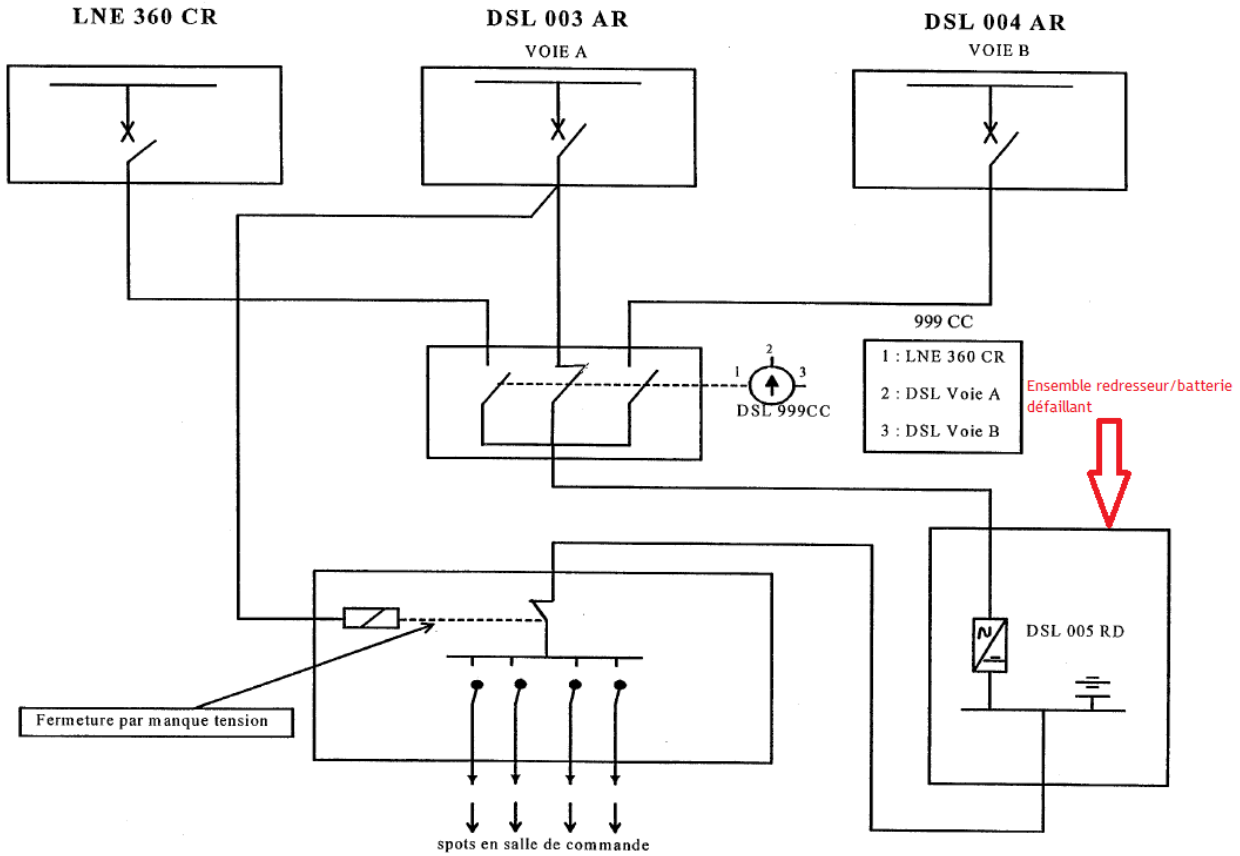 LNE 360 CR
DSL 003 AR
DSL 004 AR
VOIE A
VOIE B
999 CC
1 : LNE 360 CR
2 : DSL Voie A
3 : DSL Voie B
1
2
3
DSL 999CC
Ensemble redresseur/batterie
défaillant
DSL 005 RD
Fermeture par manque tension
spots en salle de commande